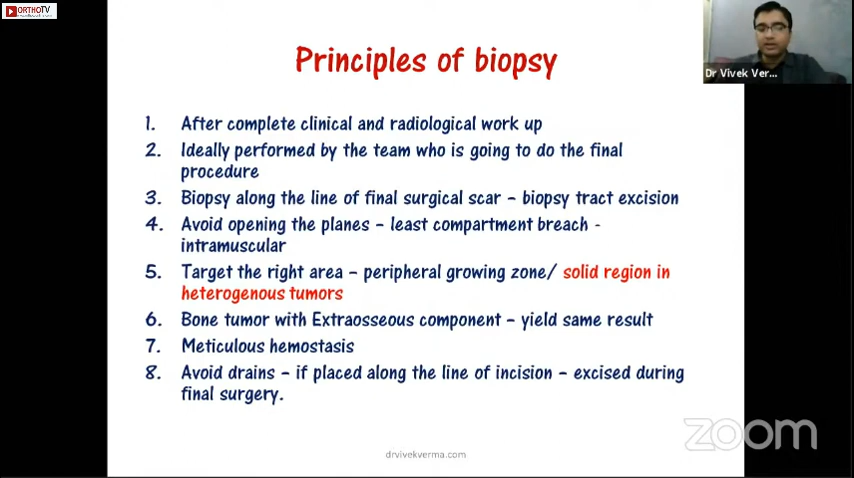 ORTHOTV
Principles of biopsy
Dr Vivek Ver...
1. After complete clinical and radiological work up
2. Ideally performed by the team who is going to do the final
procedure
3. Biopsy along the line of final surgical scar – biopsy tract excision
4. Avoid opening the planes – least compartment breach -
intramuscular
5. Target the right area – peripheral growing zone/ solid region in
heterogenous tumors
6. Bone tumor with Extraosseous component – yield same result
7. Meticulous hemostasis
8. Avoid drains – if placed along the line of incision – excised during
final surgery.
zoom
drvivekverma.com